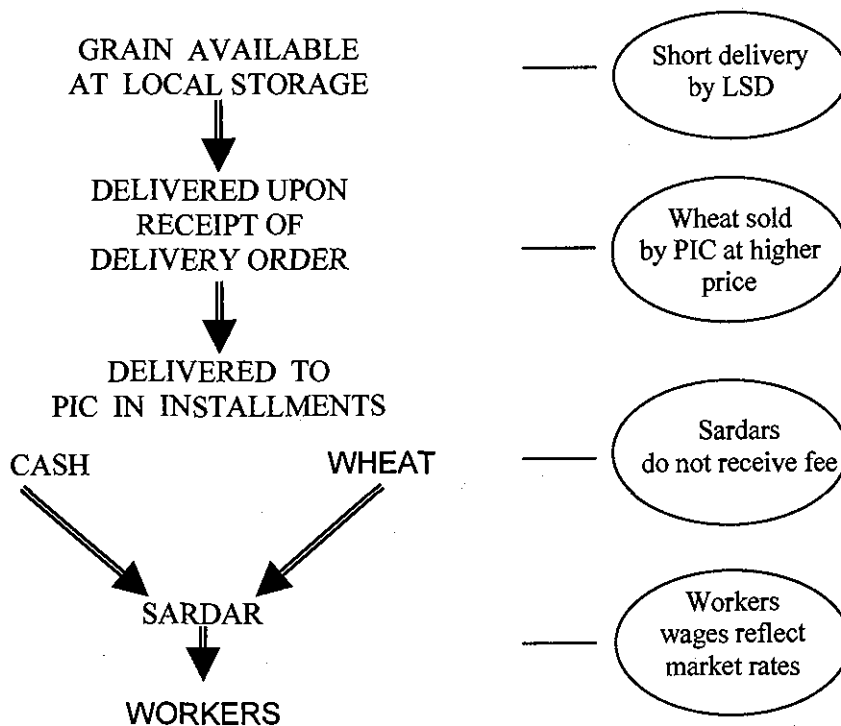 GRAIN AVAILABLE
AT LOCAL STORAGE
Short delivery
by LSD
DELIVERED UPON
RECEIPT OF
DELIVERY ORDER
Wheat sold
by PIC at higher
price
DELIVERED TO
PIC IN INSTALLMENTS
CASH
WHEAT
Sardars
do not receive fee
SARDAR
WORKERS
Workers
wages reflect
market rates